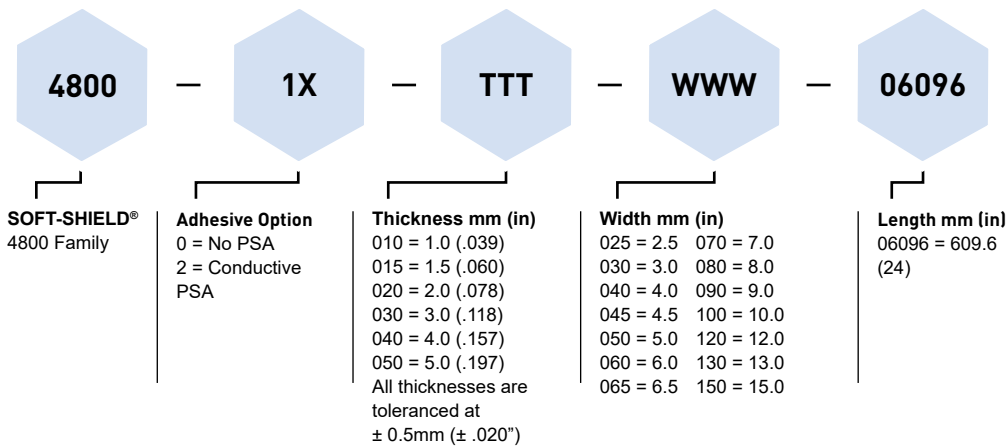 4800 — 1X — TTT — WWW — 06096
SOFT-SHIELD®
4800 Family
Adhesive Option
0 = No PSA
2 = Conductive
PSA
Thickness mm (in)
010 = 1.0 (.039)
015 = 1.5 (.060)
020 = 2.0 (.078)
030 = 3.0 (.118)
040 = 4.0 (.157)
050 = 5.0 (.197)
All thicknesses are
toleranced at
± 0.5mm (± .020”)
Width mm (in)
025 = 2.5 070 = 7.0
030 = 3.0 080 = 8.0
040 = 4.0 090 = 9.0
045 = 4.5 100 = 10.0
050 = 5.0 120 = 12.0
060 = 6.0 130 = 13.0
065 = 6.5 150 = 15.0
Length mm (in)
06096 = 609.6
(24)